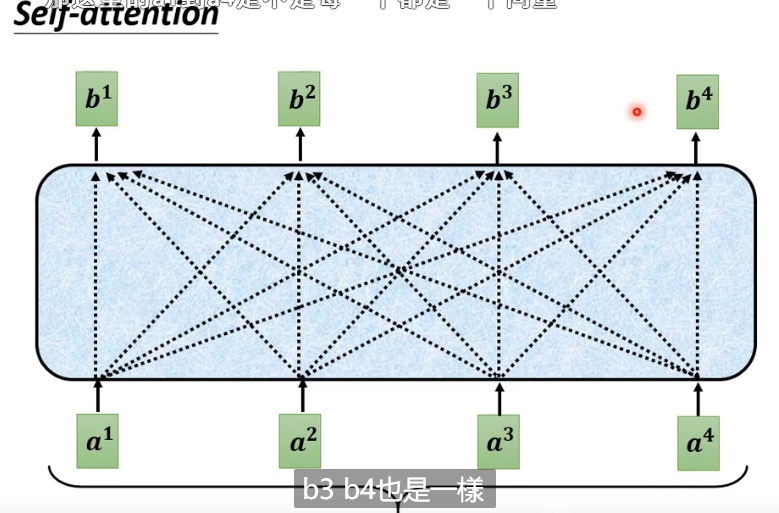 Self-attention
b¹ b² b³ b⁴
a¹ a² a³ a⁴
b3 b4也是一樣